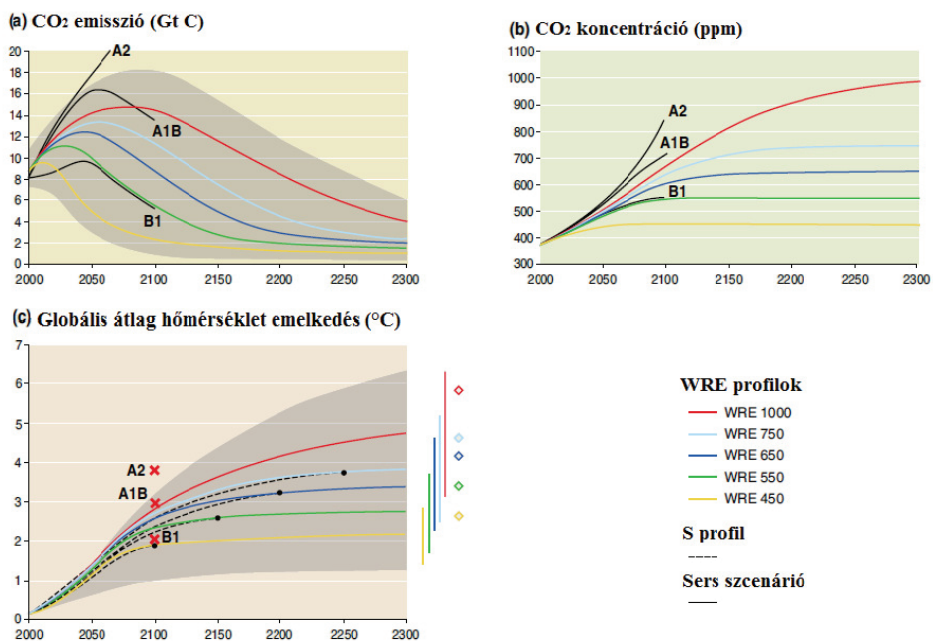 (a) CO₂ emisszió (Gt C)
20
18
16
14
12
10
8
6
4
2
0
A2
A1B
B1
2000 2050 2100 2150 2200 2250 2300
(b) CO₂ koncentráció (ppm)
1100
1000
900
800
700
600
500
400
300
A2
A1B
B1
2000 2050 2100 2150 2200 2250 2300
(c) Globális átlag hőmérséklet emelkedés (°C)
7
6
5
4
3
2
1
0
A2
A1B
B1
2000 2050 2100 2150 2200 2250 2300
WRE profilok
WRE 1000
WRE 750
WRE 650
WRE 550
WRE 450
S profil
Sers szcenárió